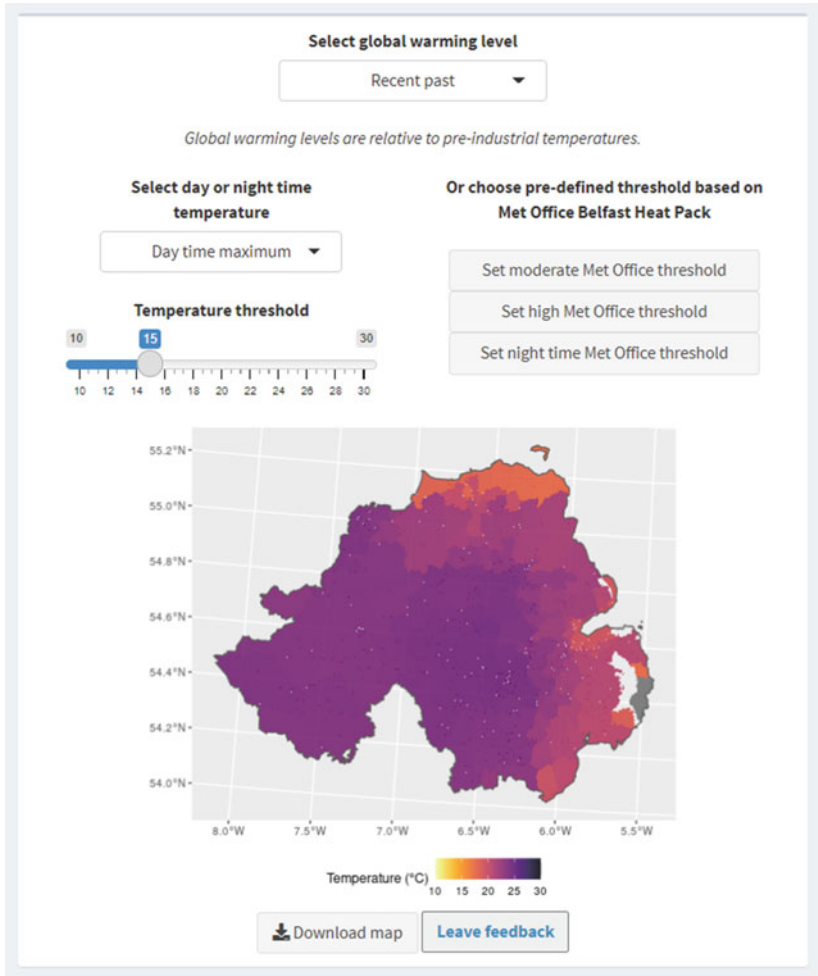 Select global warming level
Recent past
Global warming levels are relative to pre-industrial temperatures.
Select day or night time
temperature
Day time maximum
Temperature threshold
10 15 30
10 12 14 16 18 20 22 24 26 28 30
Or choose pre-defined threshold based on
Met Office Belfast Heat Pack
Set moderate Met Office threshold
Set high Met Office threshold
Set night time Met Office threshold
55.2°N
55.0°N
54.8°N
54.6°N
54.4°N
54.2°N
54.0°N
8.0°W 7.5°W 7.0°W 6.5°W 6.0°W 5.5°W
Temperature (°C)
10 15 20 25 30
Download map
Leave feedback